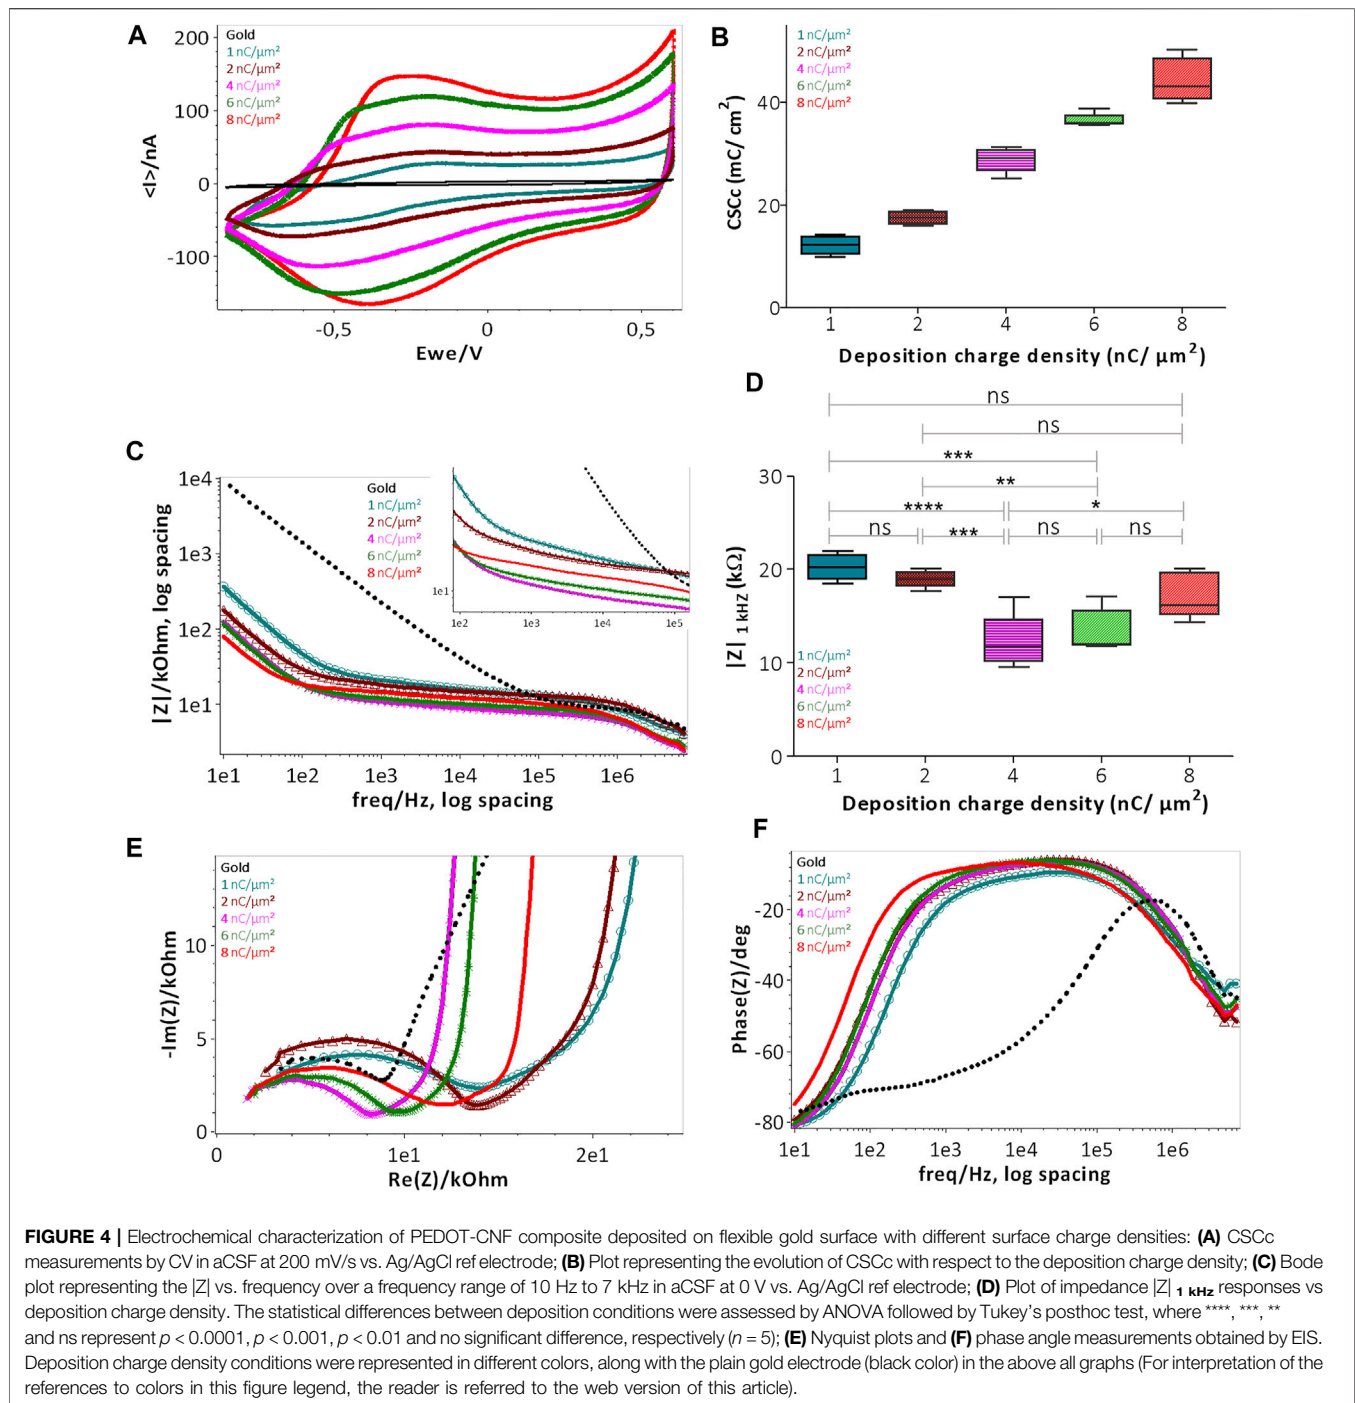 A
Gold
1 nC/µm²
2 nC/µm²
4 nC/µm²
6 nC/µm²
8 nC/µm²
200
100
0
-100
<I>/nA
-0,5
0
0,5
Ewe/V
B
1 nC/µm²
2 nC/µm²
4 nC/µm²
6 nC/µm²
8 nC/µm²
40
20
0
CSCc (mC/ cm²)
1
2
4
6
8
Deposition charge density (nC/ µm²)
C
Gold
1 nC/µm²
2 nC/µm²
4 nC/µm²
6 nC/µm²
8 nC/µm²
1e4
1e3
1e2
1e1
|Z|/kOhm, log spacing
1e1
1e2
1e3
1e4
1e5
1e1
1e2
1e3
1e4
1e5
1e6
freq/Hz, log spacing
D
ns
ns
***
**
****
*
ns
***
ns
ns
30
20
10
0
|Z| 1 kHz (kΩ)
1 nC/µm²
2 nC/µm²
4 nC/µm²
6 nC/µm²
8 nC/µm²
1
2
4
6
8
Deposition charge density (nC/ µm²)
E
Gold
1 nC/µm²
2 nC/µm²
4 nC/µm²
6 nC/µm²
8 nC/µm²
10
5
0
-Im(Z)/kOhm
0
1e1
2e1
Re(Z)/kOhm
F
Gold
1 nC/µm²
2 nC/µm²
4 nC/µm²
6 nC/µm²
8 nC/µm²
-20
-40
-60
-80
Phase(Z)/deg
1e1
1e2
1e3
1e4
1e5
1e6
freq/Hz, log spacing
FIGURE 4 | Electrochemical characterization of PEDOT-CNF composite deposited on flexible gold surface with different surface charge densities: (A) CSCc
measurements by CV in aCSF at 200 mV/s vs. Ag/AgCl ref electrode; (B) Plot representing the evolution of CSCc with respect to the deposition charge density; (C) Bode
plot representing the |Z| vs. frequency over a frequency range of 10 Hz to 7 kHz in aCSF at 0 V vs. Ag/AgCl ref electrode; (D) Plot of impedance |Z| 1 kHz responses vs
deposition charge density. The statistical differences between deposition conditions were assessed by ANOVA followed by Tukey's posthoc test, where ****, ***, **
and ns represent p < 0.0001, p < 0.001, p < 0.01 and no significant difference, respectively (n = 5); (E) Nyquist plots and (F) phase angle measurements obtained by EIS.
Deposition charge density conditions were represented in different colors, along with the plain gold electrode (black color) in the above all graphs (For interpretation of the
references to colors in this figure legend, the reader is referred to the web version of this article).